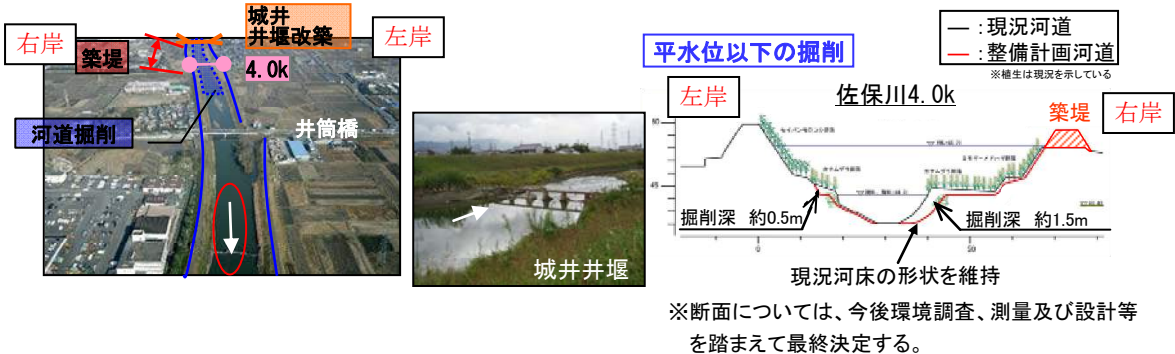 右岸
築堤
城井
井堰改築
左岸
4.0k
河道掘削
井筒橋
城井井堰
平水位以下の掘削
：現況河道
：整備計画河道
※植生は現況を示している
佐保川4.0k
左岸
築堤
右岸
50
45
掘削深 約0.5m
掘削深 約1.5m
0
50
現況河床の形状を維持
※断面については、今後環境調査、測量及び設計等
を踏まえて最終決定する。